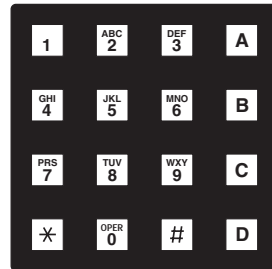 ABC DEF
1 2 3 A
GHI JKL MNO
4 5 6 B
PRS TUV WXY
7 8 9 C
OPER
* 0 # D